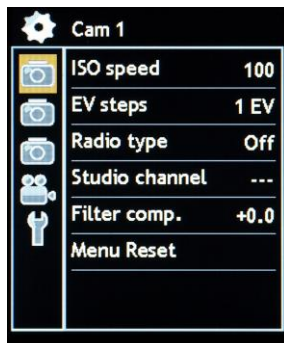 Cam 1
ISO speed 100
EV steps 1 EV
Radio type Off
Studio channel ---
Filter comp. +0.0
Menu Reset